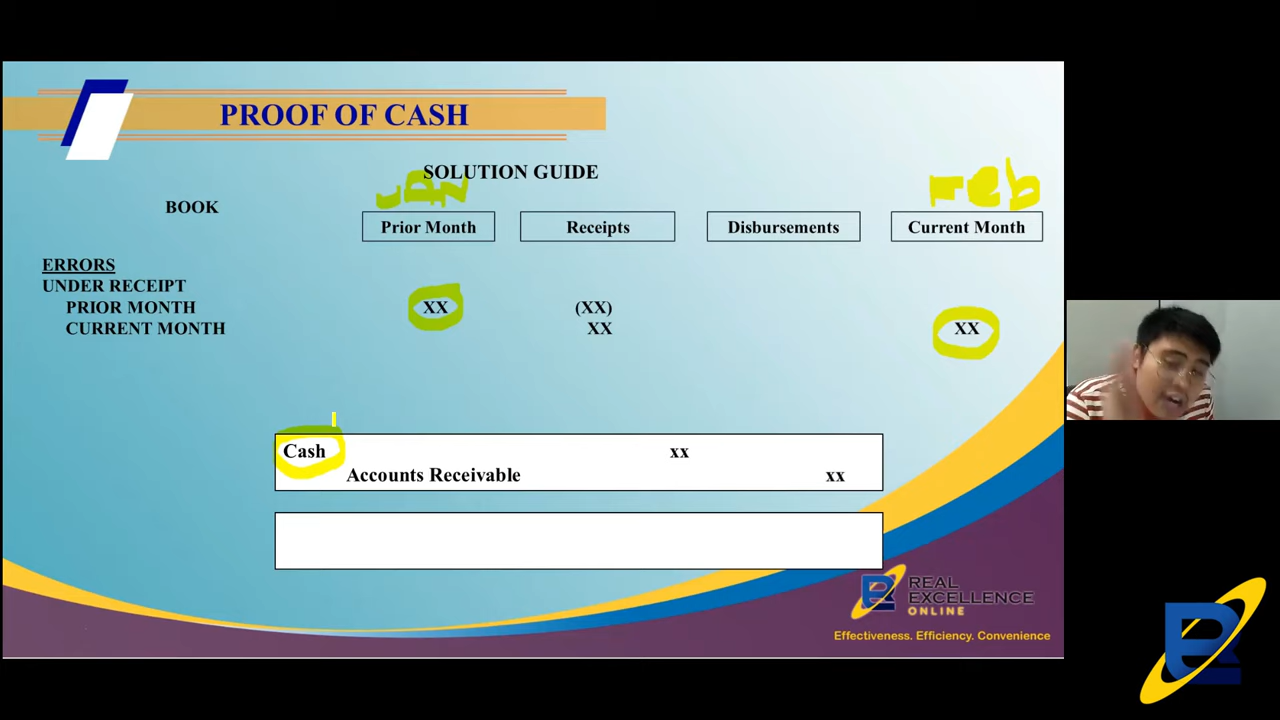 PROOF OF CASH
SOLUTION GUIDE
Feb
BOOK
Prior Month Receipts Disbursements Current Month
ERRORS
UNDER RECEIPT
PRIOR MONTH XX (XX)
CURRENT MONTH XX XX
Cash xx
Accounts Receivable xx
REAL
EXCELLENCE
ONLINE
Effectiveness. Efficiency. Convenience